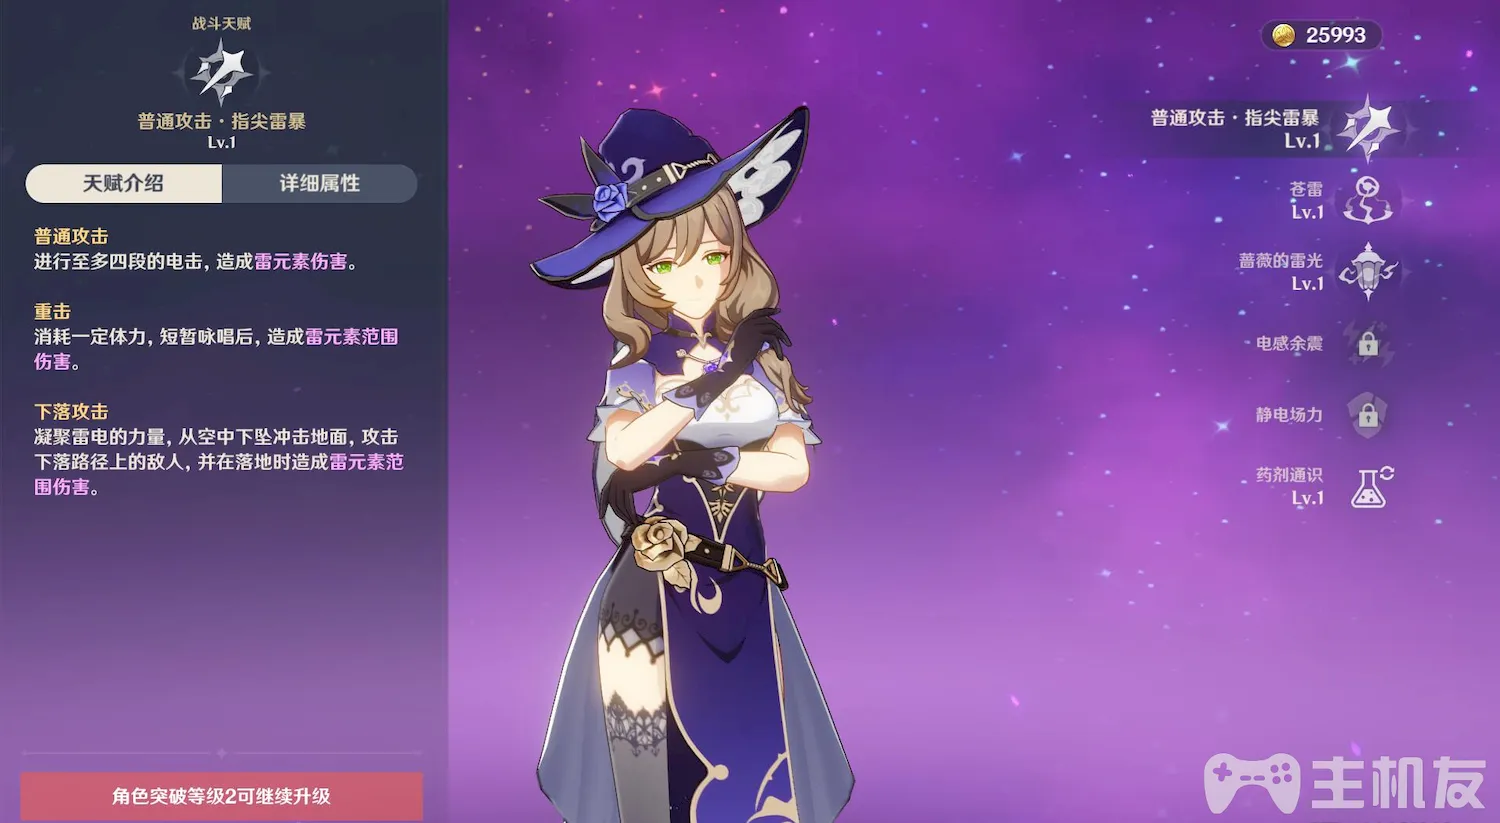 战斗天赋
普通攻击·指尖雷暴
Lv.1
天赋介绍
详细属性
普通攻击
进行至多四段的电击，造成雷元素伤害。
重击
消耗一定体力，短暂咏唱后，造成雷元素范围
伤害。
下落攻击
凝聚雷电的力量，从空中下坠冲击地面，攻击
下落路径上的敌人，并在落地时造成雷元素范
围伤害。
角色突破等级2可继续升级
25993
普通攻击·指尖雷暴
Lv.1
苍雷
Lv.1
蔷薇的雷光
Lv.1
电感余震
静电场力
药剂通识
Lv.1
主机友